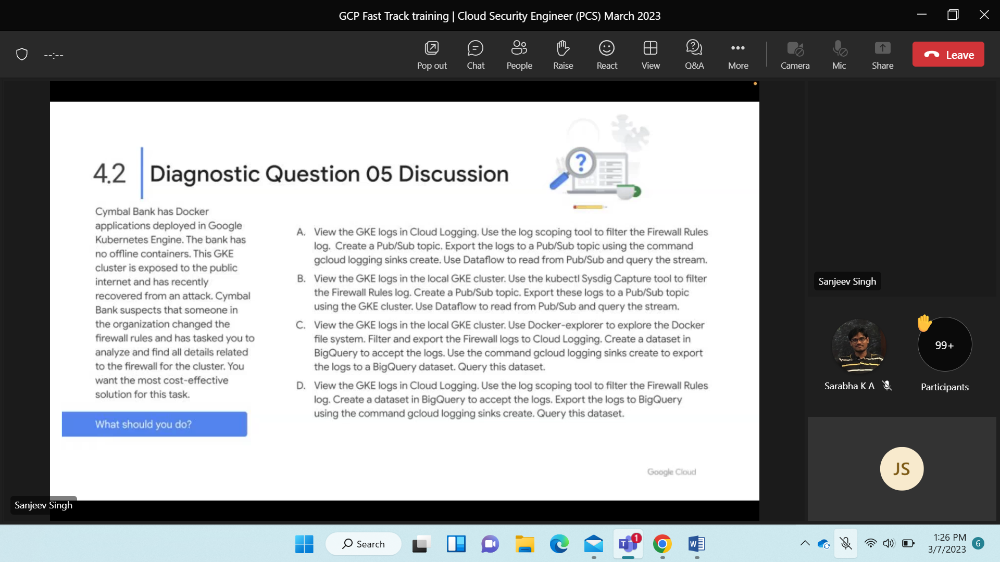 GCP Fast Track training | Cloud Security Engineer (PCS) March 2023
--:--
Pop out
Chat
People
Raise
React
View
Q&A
More
Camera
Mic
Share
Leave
4.2
Diagnostic Question 05 Discussion
Cymbal Bank has Docker
applications deployed in Google
Kubernetes Engine. The bank has
no offline containers. This GKE
cluster is exposed to the public
internet and has recently
recovered from an attack. Cymbal
Bank suspects that someone in
the organization changed the
firewall rules and has tasked you to
analyze and find all details related
to the firewall for the cluster. You
want the most cost-effective
solution for this task.
What should you do?
A. View the GKE logs in Cloud Logging. Use the log scoping tool to filter the Firewall Rules
log. Create a Pub/Sub topic. Export the logs to a Pub/Sub topic using the command
gcloud logging sinks create. Use Dataflow to read from Pub/Sub and query the stream.
B. View the GKE logs in the local GKE cluster. Use the kubectl Sysdig Capture tool to filter
the Firewall Rules log. Create a Pub/Sub topic. Export these logs to a Pub/Sub topic
using the GKE cluster. Use Dataflow to read from Pub/Sub and query the stream.
C. View the GKE logs in the local GKE cluster. Use Docker-explorer to explore the Docker
file system. Filter and export the Firewall logs to Cloud Logging. Create a dataset in
BigQuery to accept the logs. Use the command gcloud logging sinks create to export
the logs to a BigQuery dataset. Query this dataset.
D. View the GKE logs in Cloud Logging. Use the log scoping tool to filter the Firewall Rules
log. Create a dataset in BigQuery to accept the logs. Export the logs to BigQuery
using the command gcloud logging sinks create. Query this dataset.
Google Cloud
Sanjeev Singh
Sanjeev Singh
Sarabha K A
99+
Participants
JS
Search
1
1:26 PM
3/7/2023
6